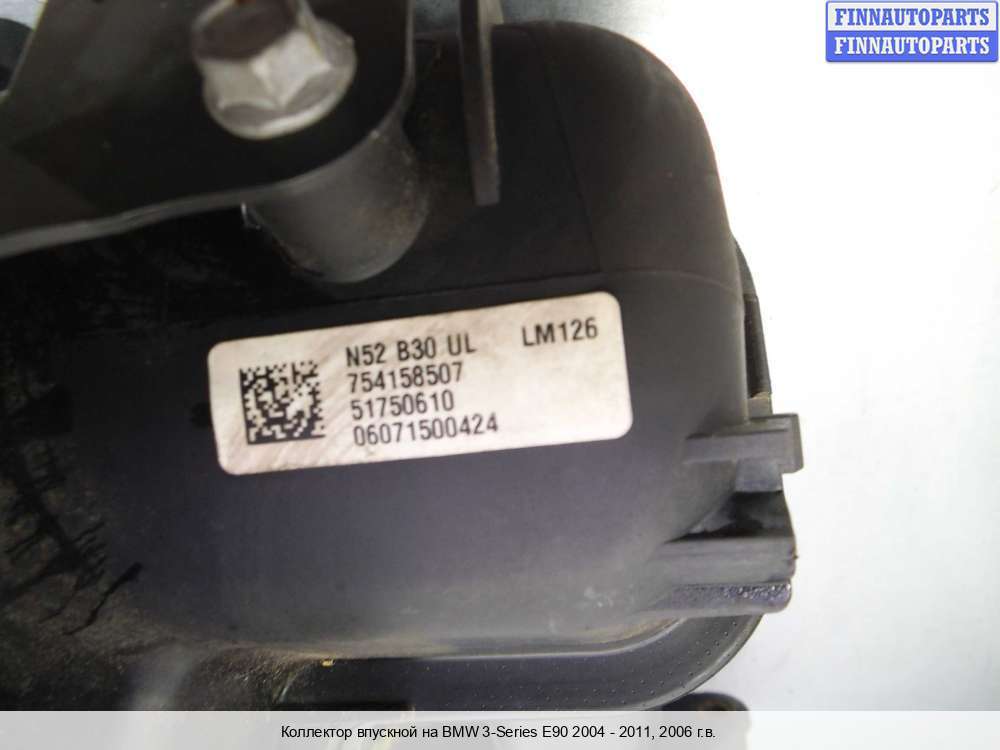 FINNAUTOPARTS
FINNAUTOPARTS
N52 B30 UL LM126
754158507
51750610
06071500424
Коллектор впускной на BMW 3-Series E90 2004 - 2011, 2006 г.в.